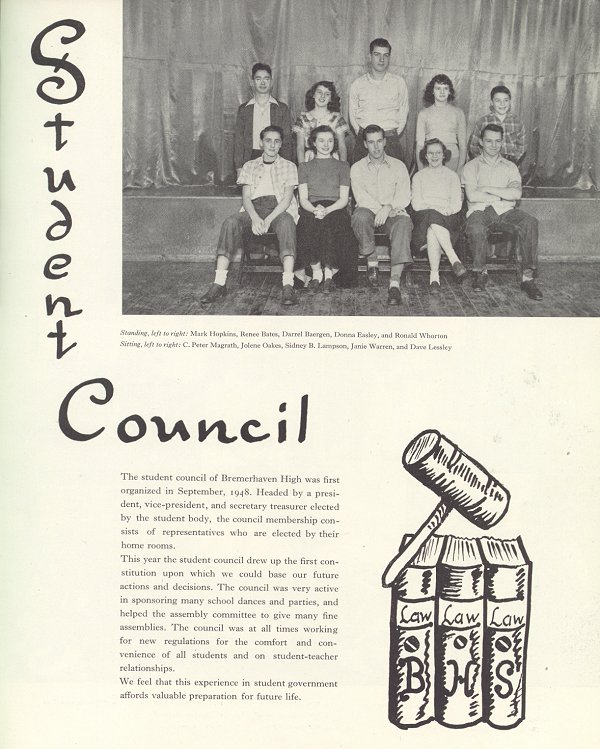 Student
Council
Standing, left to right: Mark Hopkins, Renee Bates, Darrel Baergen, Donna Easley, and Ronald Whorton
Sitting, left to right: C. Peter Magrath, Jolene Oakes, Sidney B. Lampson, Janie Warren, and Dave Lessley
The student council of Bremerhaven High was first
organized in September, 1948. Headed by a presi-
dent, vice-president, and secretary treasurer elected
by the student body, the council membership con-
sists of representatives who are elected by their
home rooms.
This year the student council drew up the first con-
stitution upon which we could base our future
actions and decisions. The council was very active
in sponsoring many school dances and parties, and
helped the assembly committee to give many fine
assemblies. The council was at all times working
for new regulations for the comfort and con-
venience of all students and on student-teacher
relationships.
We feel that this experience in student government
affords valuable preparation for future life.
Law Law Law
B H S